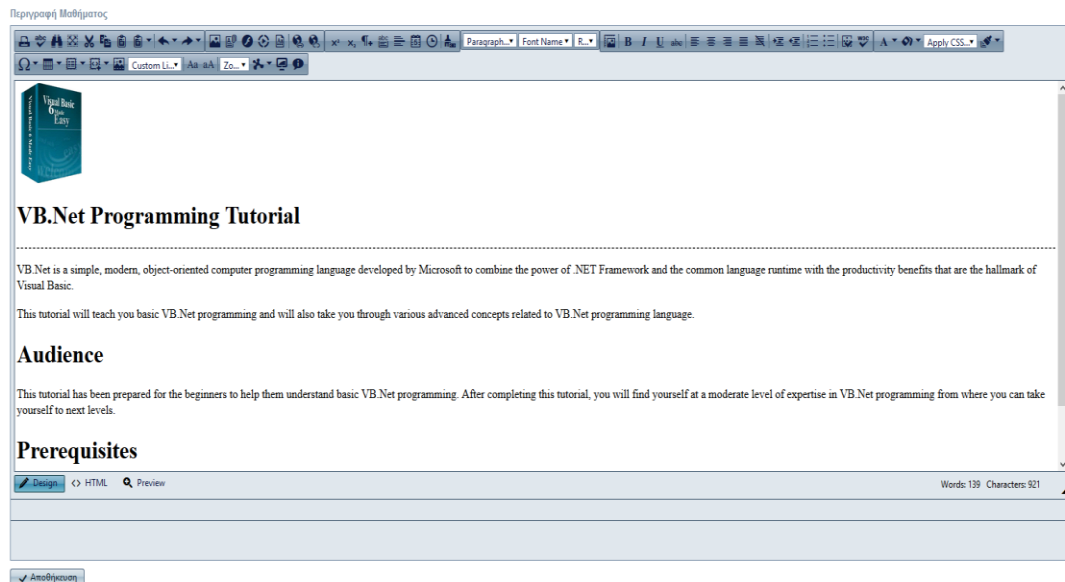 Περιγραφή Μαθήματος
Paragraph... Font Name R... B I U abc A Apply CSS...
Ω Custom Li... Aa aA Zo...
Visual Basic
6 Made
Easy
VB.Net Programming Tutorial
VB.Net is a simple, modern, object-oriented computer programming language developed by Microsoft to combine the power of .NET Framework and the common language runtime with the productivity benefits that are the hallmark of
Visual Basic.
This tutorial will teach you basic VB.Net programming and will also take you through various advanced concepts related to VB.Net programming language.
Audience
This tutorial has been prepared for the beginners to help them understand basic VB.Net programming. After completing this tutorial, you will find yourself at a moderate level of expertise in VB.Net programming from where you can take
yourself to next levels.
Prerequisites
Design <> HTML Preview Words: 139 Characters: 921
Αποθήκευση